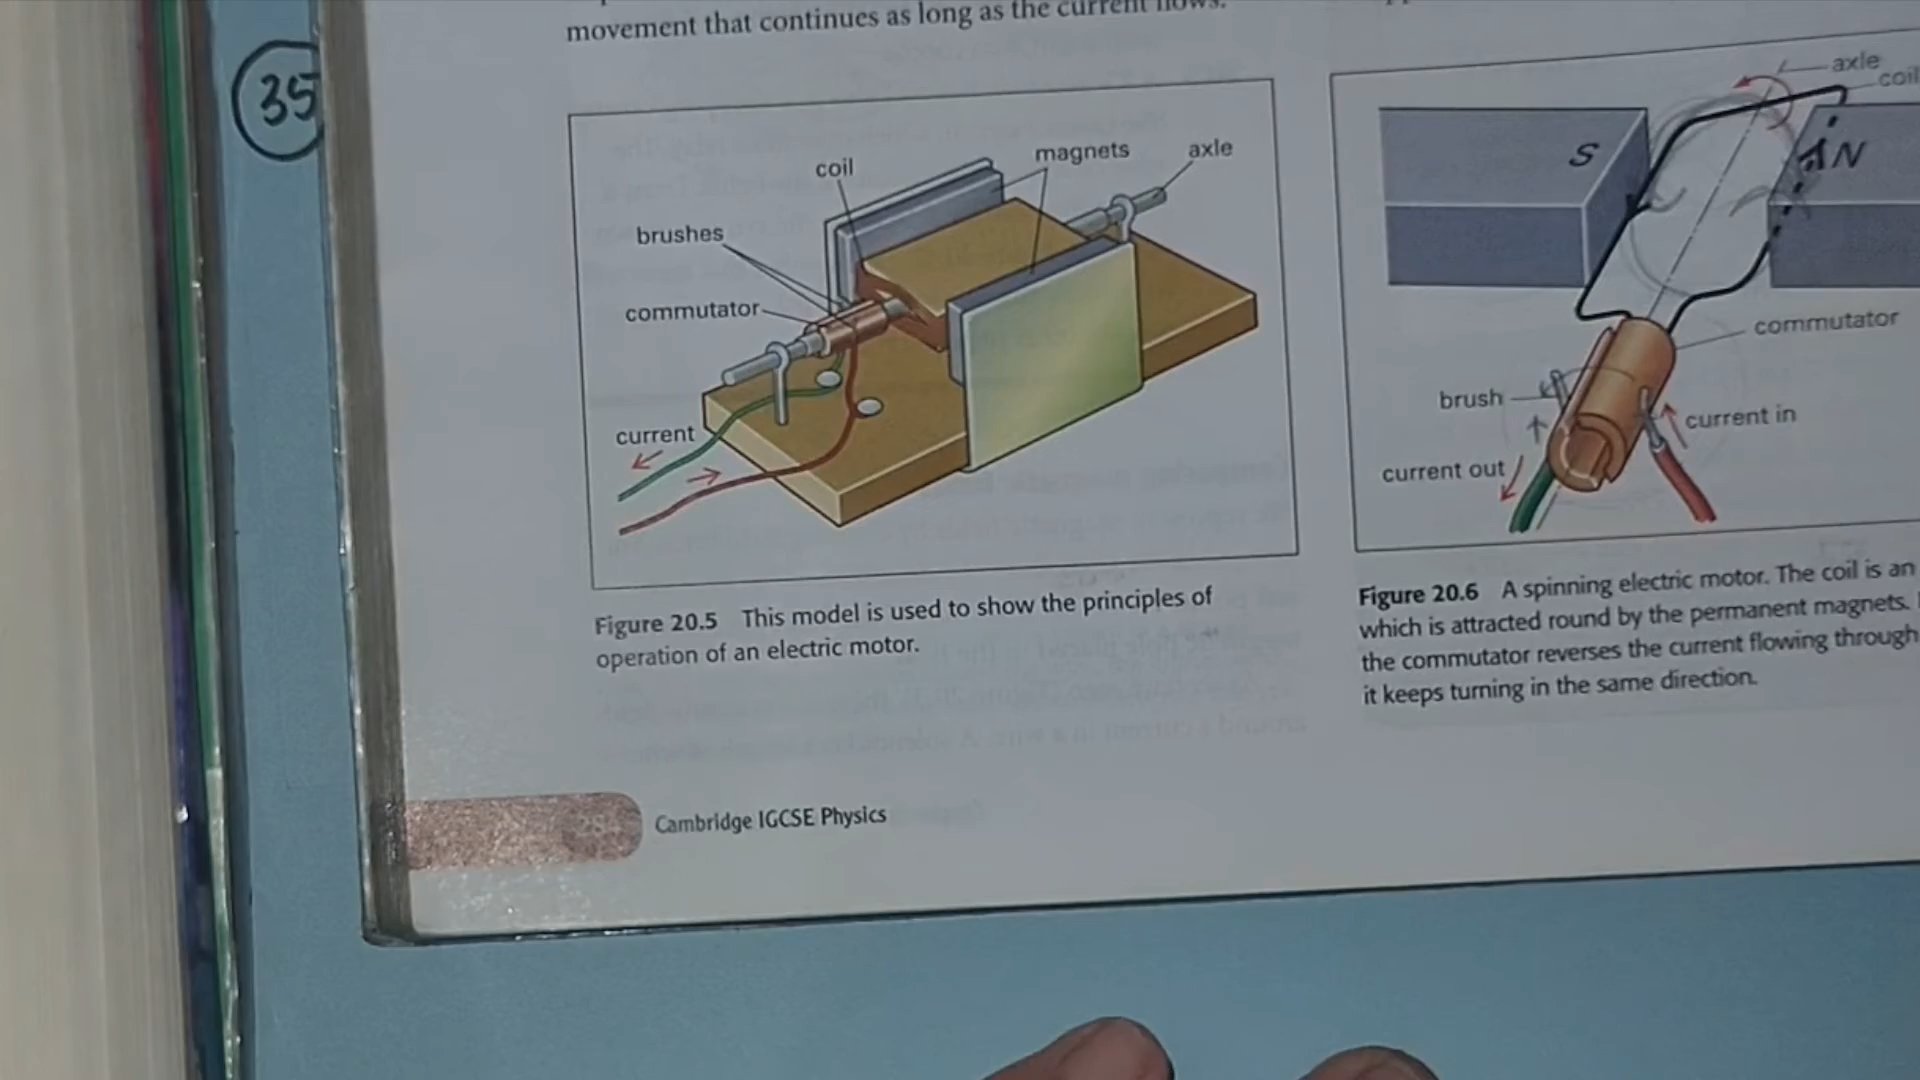 movement that continues as long as the current flows.
35
coil
magnets
axle
brushes
commutator
current
Figure 20.5 This model is used to show the principles of
operation of an electric motor.
axle
coil
S
N
commutator
brush
current in
current out
Figure 20.6 A spinning electric motor. The coil is an
which is attracted round by the permanent magnets.
the commutator reverses the current flowing through
it keeps turning in the same direction.
Cambridge IGCSE Physics